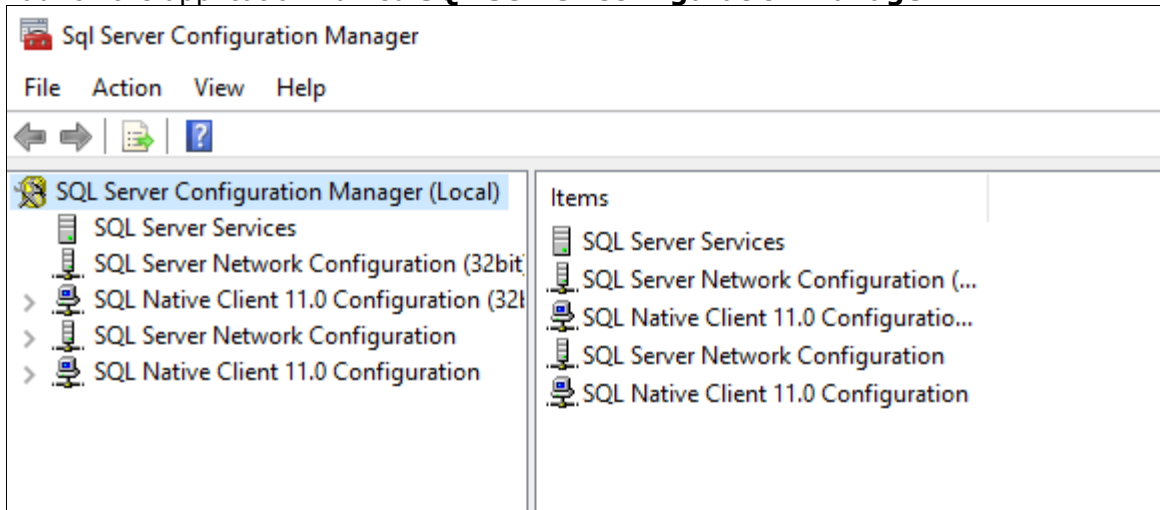 Sql Server Configuration Manager
File Action View Help
SQL Server Configuration Manager (Local)
SQL Server Services
SQL Server Network Configuration (32bit
SQL Native Client 11.0 Configuration (32
SQL Server Network Configuration
SQL Native Client 11.0 Configuration
Items
SQL Server Services
SQL Server Network Configuration (...
SQL Native Client 11.0 Configuratio...
SQL Server Network Configuration
SQL Native Client 11.0 Configuration